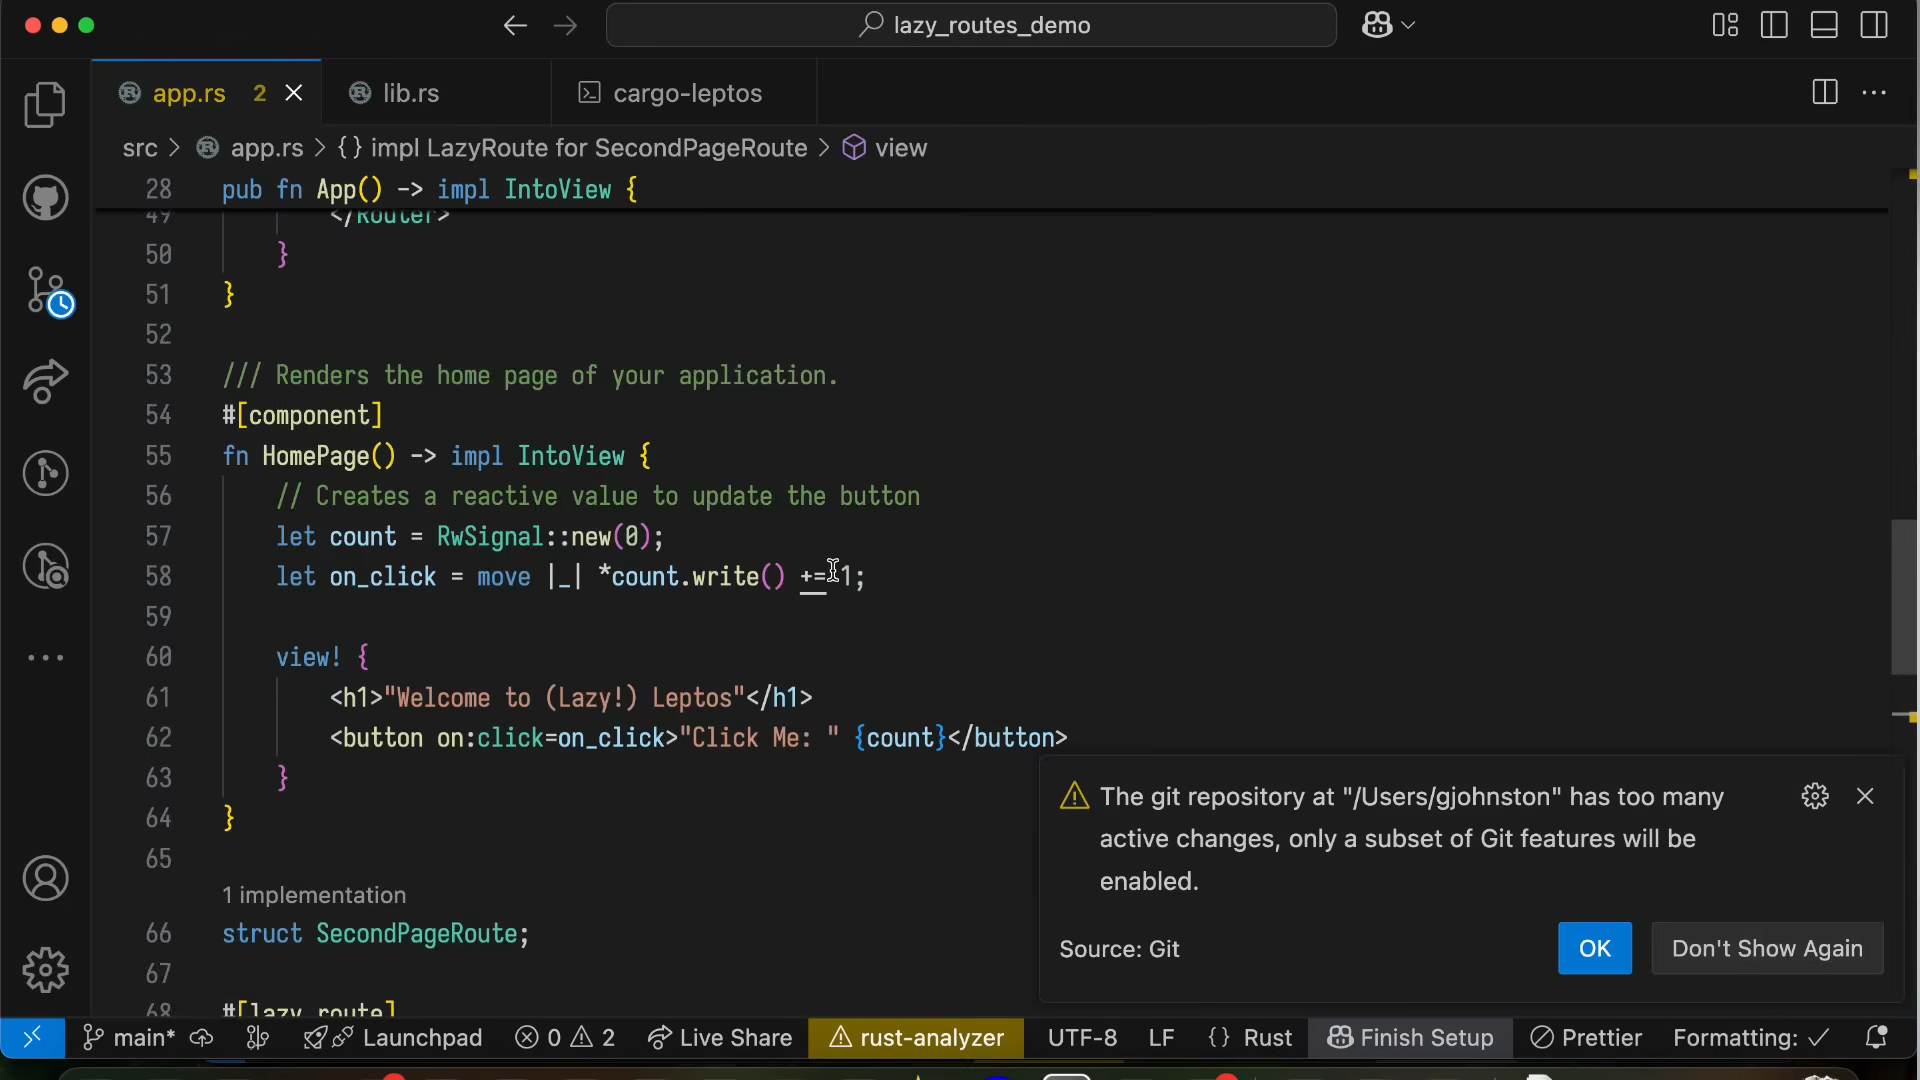 lazy_routes_demo
app.rs 2
lib.rs
cargo-leptos
src > app.rs > {} impl LazyRoute for SecondPageRoute > view
28 pub fn App() -> impl IntoView {
49 </Router>
50 }
51 }
52
53 /// Renders the home page of your application.
54 #[component]
55 fn HomePage() -> impl IntoView {
56 // Creates a reactive value to update the button
57 let count = RwSignal::new(0);
58 let on_click = move |_| *count.write() += 1;
59
60 view! {
61 <h1>"Welcome to (Lazy!) Leptos"</h1>
62 <button on:click=on_click>"Click Me: " {count}</button>
63 }
64 }
65
1 implementation
66 struct SecondPageRoute;
67
68 #[lazy_route]
The git repository at "/Users/gjohnston" has too many
active changes, only a subset of Git features will be
enabled.
Source: Git
OK
Don't Show Again
main* Launchpad 0 2 Live Share rust-analyzer UTF-8 LF {} Rust Finish Setup Prettier Formatting: ✓